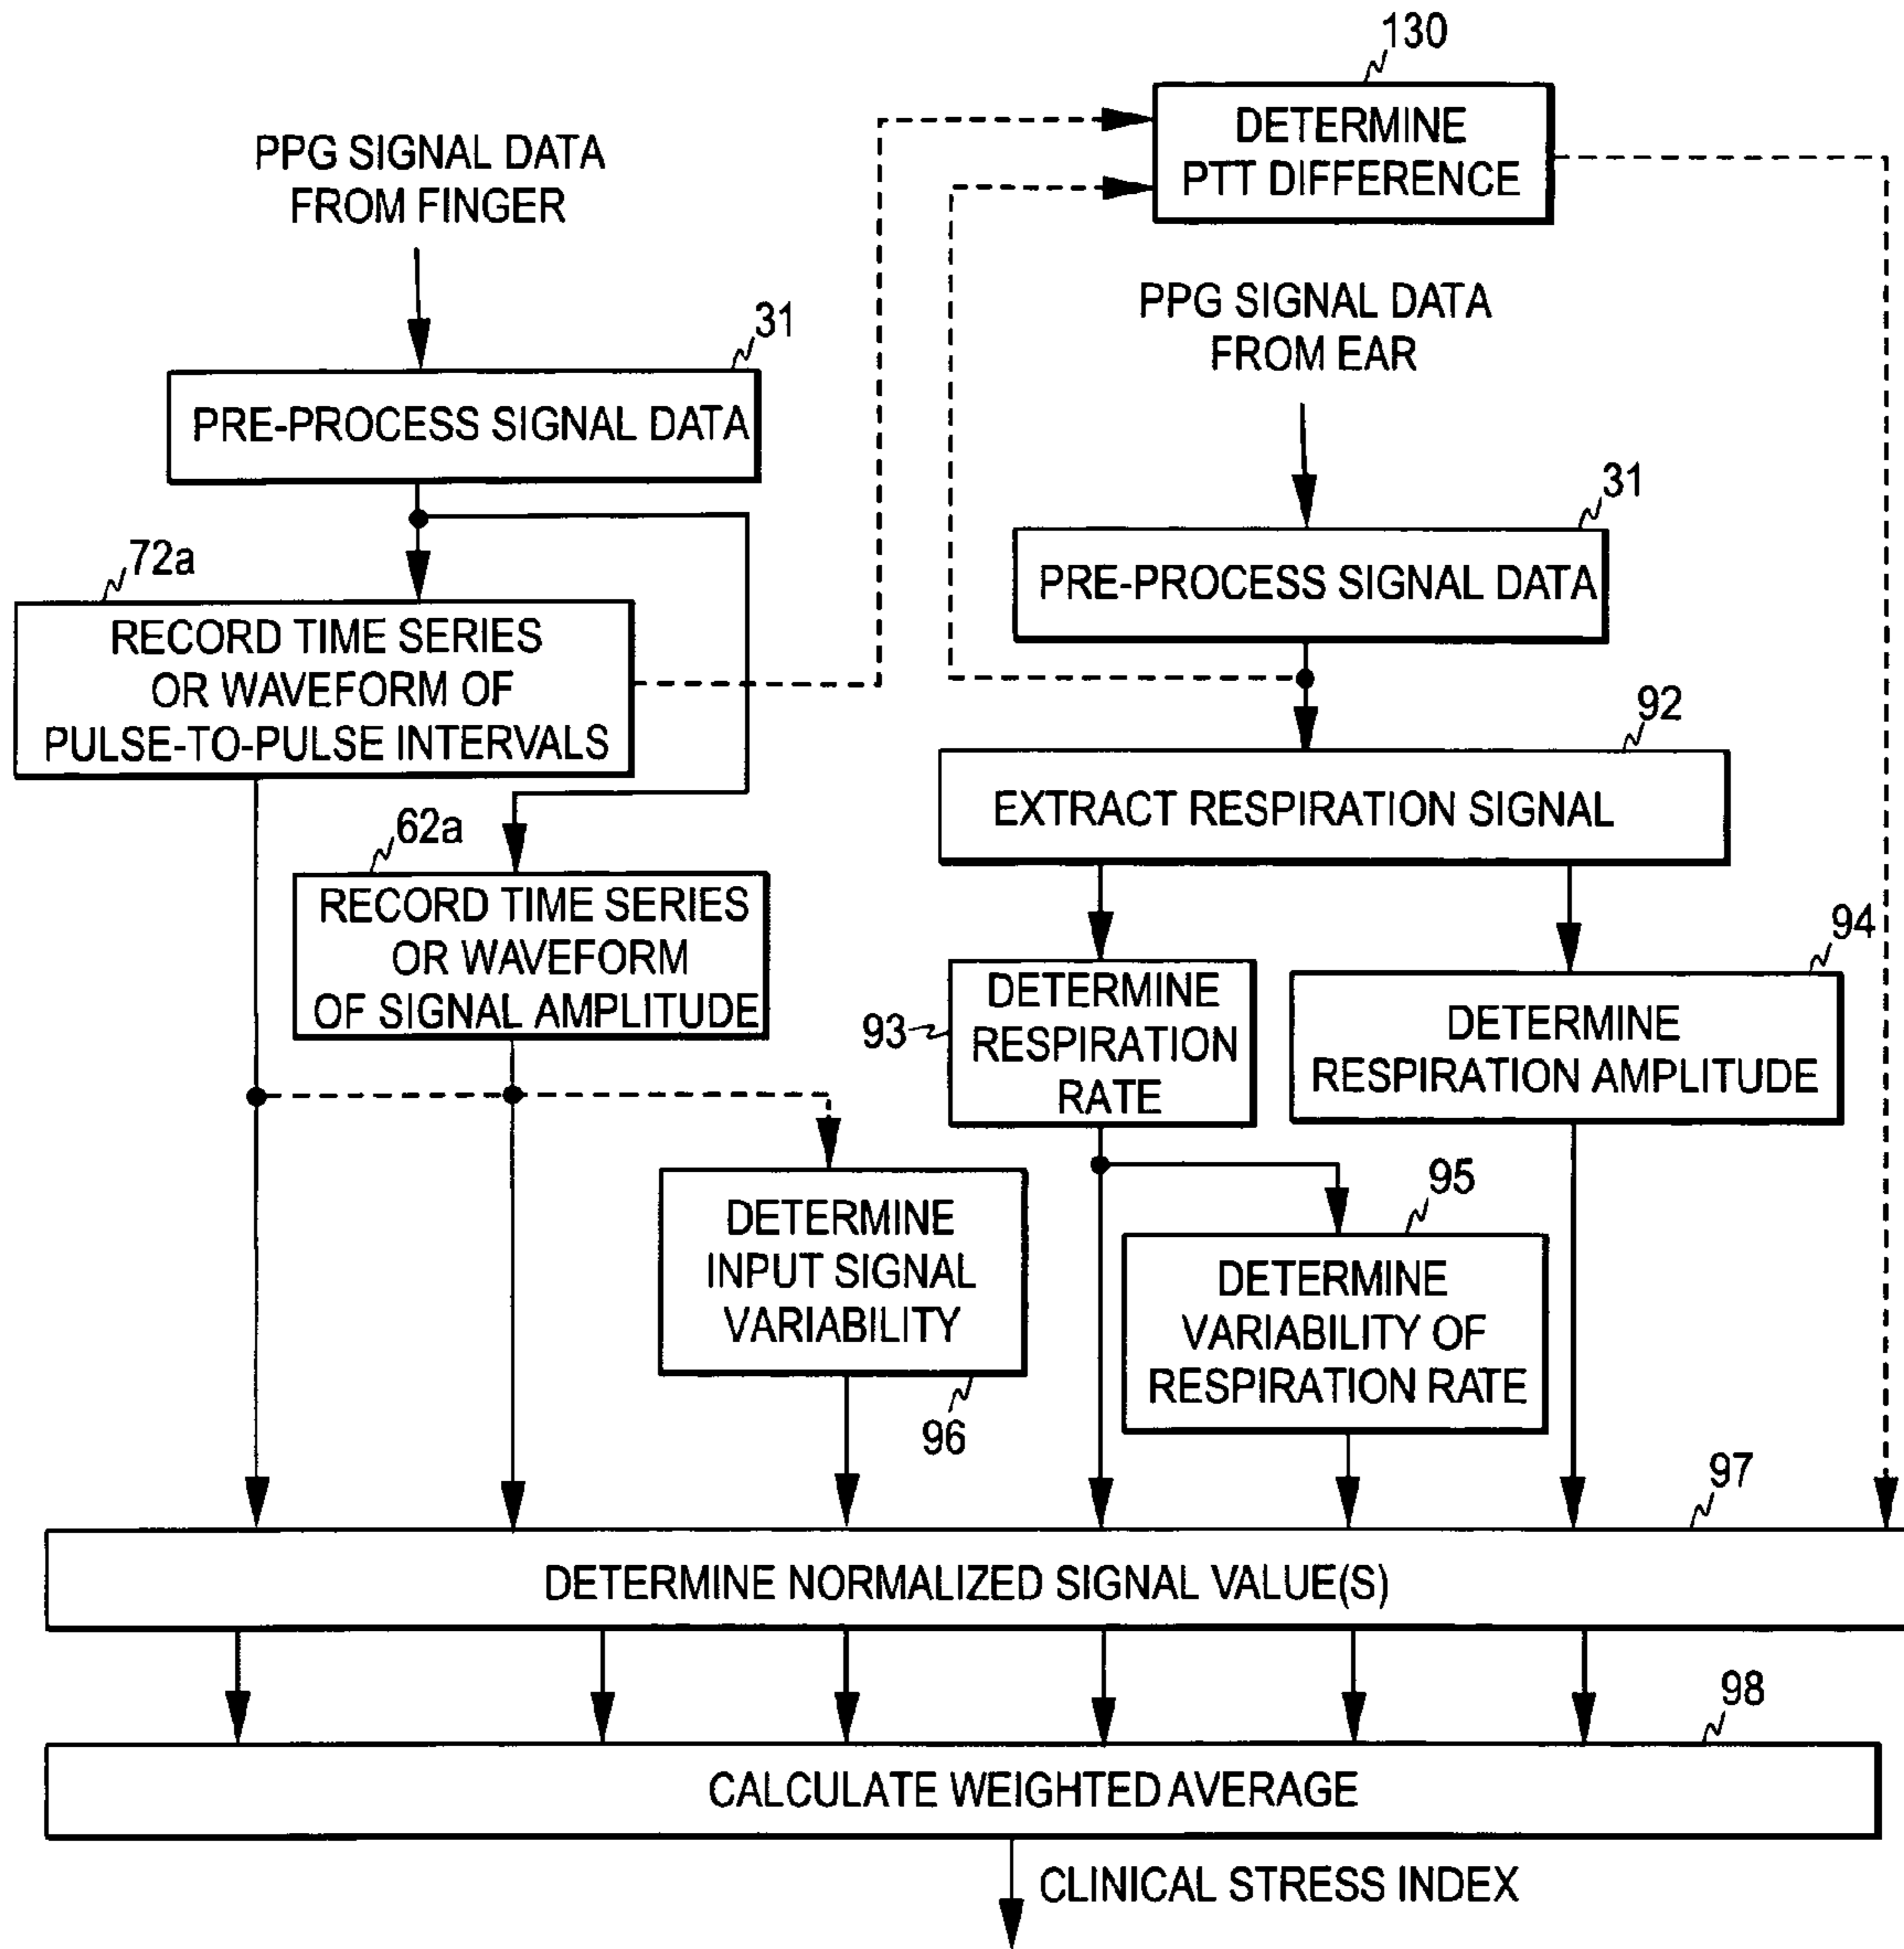 130
DETERMINE
PTT DIFFERENCE
PPG SIGNAL DATA
FROM FINGER
PPG SIGNAL DATA
FROM EAR
31
PRE-PROCESS SIGNAL DATA
31
PRE-PROCESS SIGNAL DATA
72a
RECORD TIME SERIES
OR WAVEFORM OF
PULSE-TO-PULSE INTERVALS
92
EXTRACT RESPIRATION SIGNAL
62a
RECORD TIME SERIES
OR WAVEFORM
OF SIGNAL AMPLITUDE
93
DETERMINE
RESPIRATION
RATE
94
DETERMINE
RESPIRATION AMPLITUDE
DETERMINE
INPUT SIGNAL
VARIABILITY
96
95
DETERMINE
VARIABILITY OF
RESPIRATION RATE
97
DETERMINE NORMALIZED SIGNAL VALUE(S)
98
CALCULATE WEIGHTED AVERAGE
CLINICAL STRESS INDEX